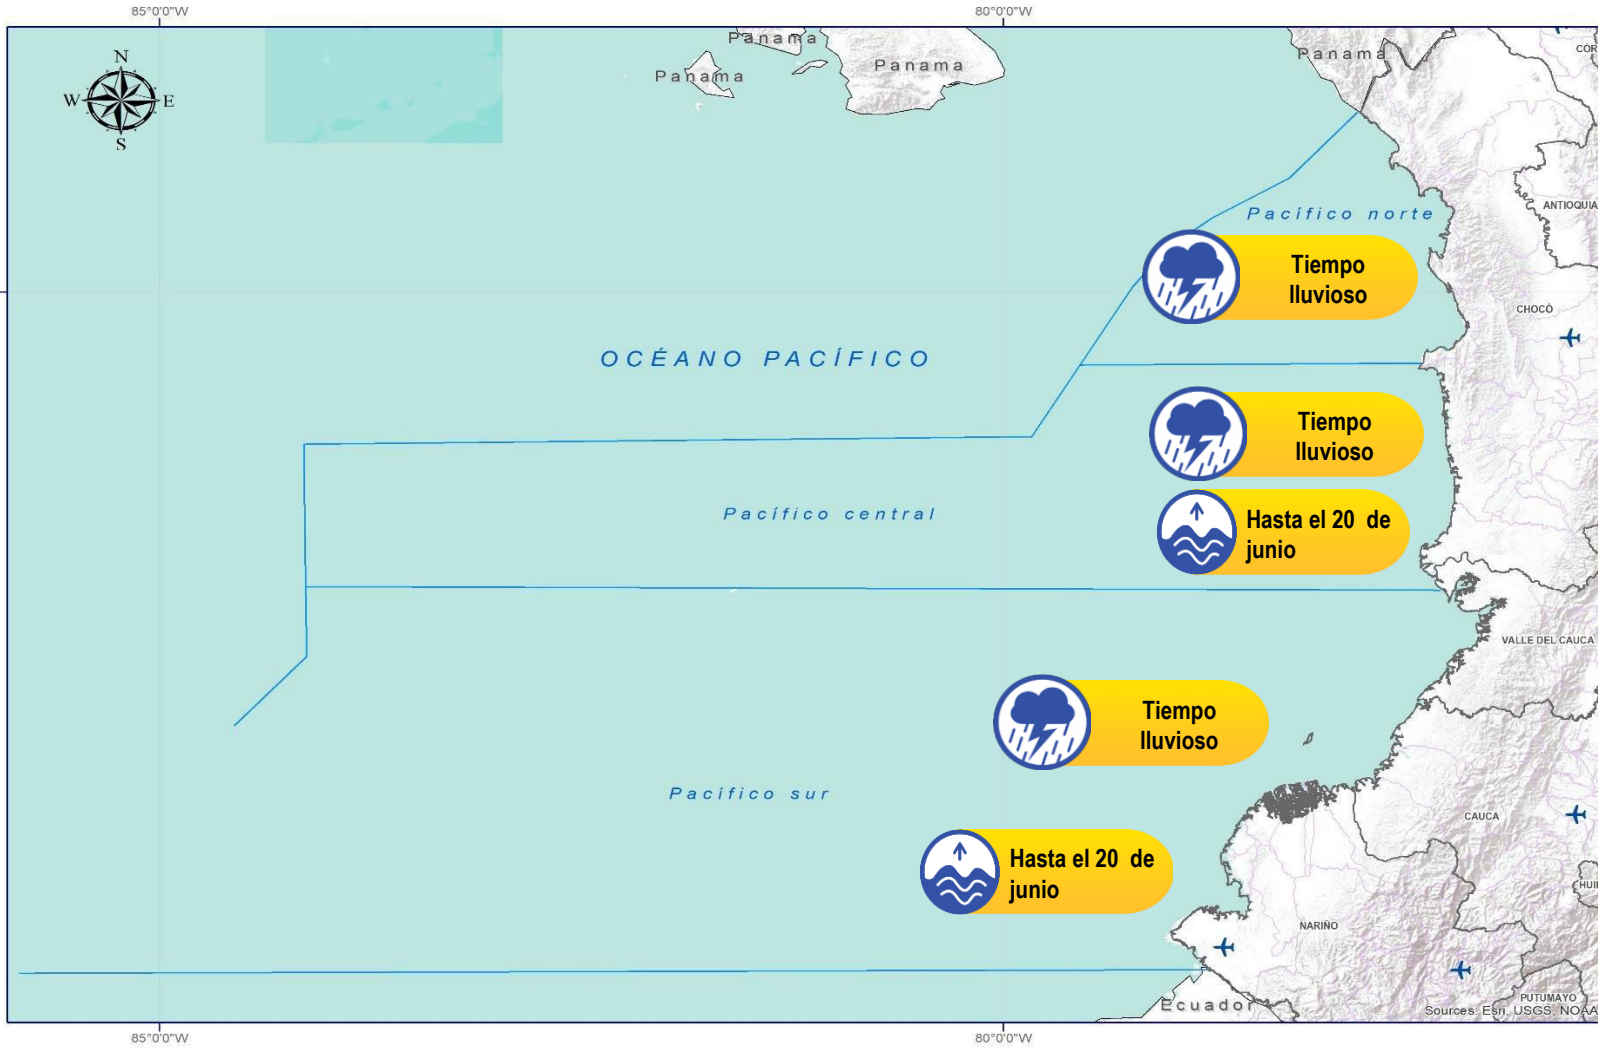 85°0'0"W
80°0'0"W
N
W
E
S
Panama
Panama
Panama
Panama
COR
ANTIOQUIA
Pacífico norte
Tiempo
lluvioso
CHOCÓ
OCÉANO PACÍFICO
Tiempo
lluvioso
Pacífico central
Hasta el 20 de
junio
VALLE DEL CAUCA
Tiempo
lluvioso
Pacífico sur
CAUCA
Hasta el 20 de
junio
HUI
NARIÑO
PUTUMAYO
Ecuador
Sources: Esri, USGS, NOAA
85°0'0"W
80°0'0"W